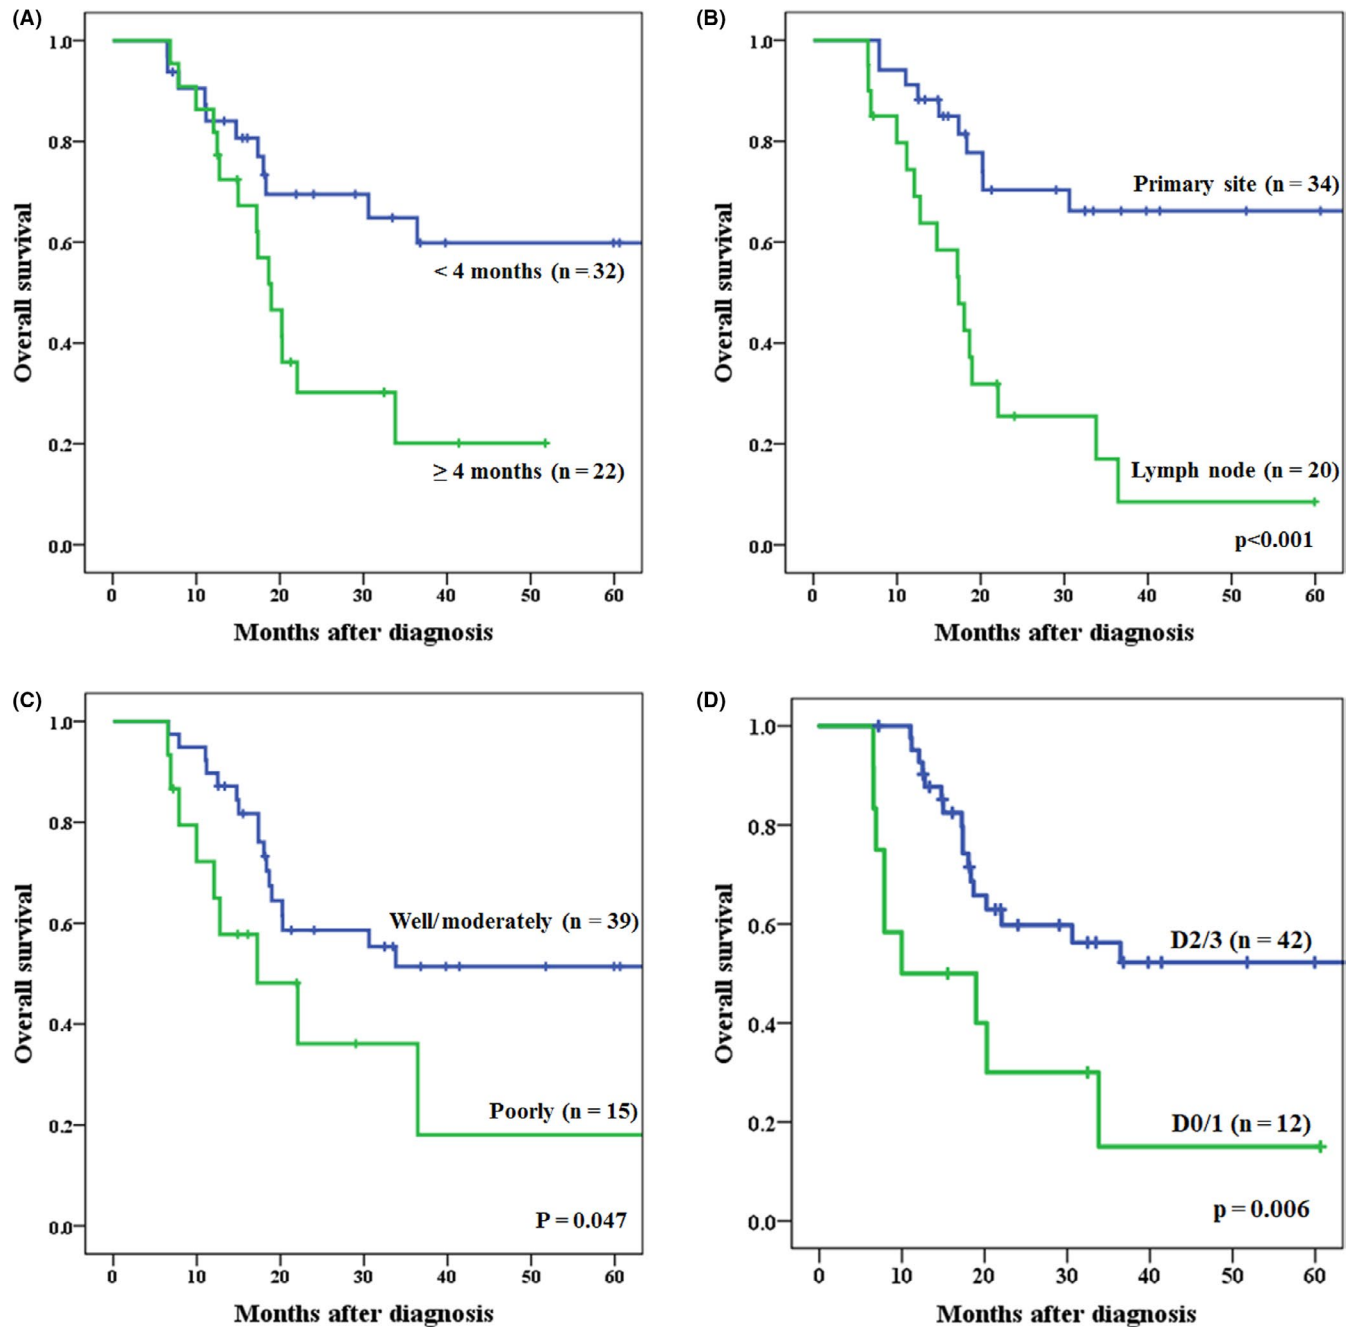 (A)
1.0
0.8
0.6
0.4
0.2
0.0
Overall survival
< 4 months (n = 32)
≥ 4 months (n = 22)
0 10 20 30 40 50 60
Months after diagnosis
(B)
1.0
0.8
0.6
0.4
0.2
0.0
Overall survival
Primary site (n = 34)
Lymph node (n = 20)
p<0.001
0 10 20 30 40 50 60
Months after diagnosis
(C)
1.0
0.8
0.6
0.4
0.2
0.0
Overall survival
Well/moderately (n = 39)
Poorly (n = 15)
P = 0.047
0 10 20 30 40 50 60
Months after diagnosis
(D)
1.0
0.8
0.6
0.4
0.2
0.0
Overall survival
D2/3 (n = 42)
D0/1 (n = 12)
p = 0.006
0 10 20 30 40 50 60
Months after diagnosis